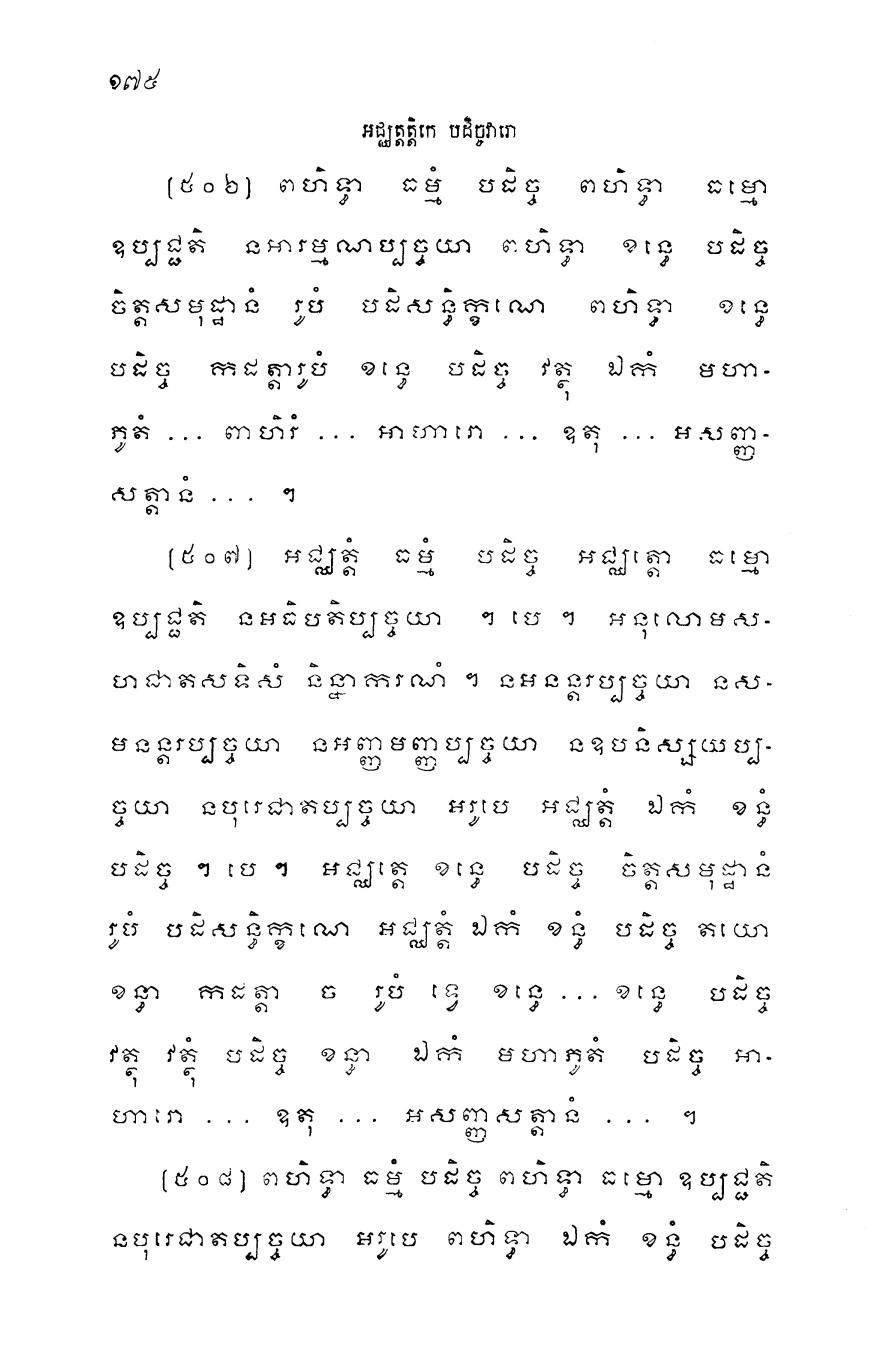 ១៧៥
អជ្ឈត្តត្តិកេ បដិច្ចវារោ
[៥០៦] ពហិទ្ធា ធម្មំ បដិច្ច ពហិទ្ធា ធម្មោ
ឧប្បជ្ជតិ នអារម្មណប្បច្ចយា ពហិទ្ធា ខន្ធេ បដិច្ច
ចិត្តសមុដ្ឋានំ រូបំ បដិសន្ធិក្ខណេ ពហិទ្ធា ខន្ធេ
បដិច្ច កដត្តារូបំ ខន្ធេ បដិច្ច វត្ថុ ឯកំ មហា-
ភូតំ ... ពាហិរំ ... អាហារោ ... ឧតុ ... អសញ្ញ-
សត្តានំ ... ។
[៥០៧] អជ្ឈត្តំ ធម្មំ បដិច្ច អជ្ឈត្តោ ធម្មោ
ឧប្បជ្ជតិ នអធិបតិប្បច្ចយា ។ បេ ។ អនុលោមស-
ហជាតសទិសំ និន្នាករណំ ។ នអនន្តរប្បច្ចយា នស-
មនន្តរប្បច្ចយា នអញ្ញមញ្ញប្បច្ចយា នឧបនិស្សយប្ប-
ច្ចយា នបុរេជាតប្បច្ចយា អរូបេ អជ្ឈត្តំ ឯកំ ខន្ធំ
បដិច្ច ។ បេ ។ អជ្ឈត្តេ ខន្ធេ បដិច្ច ចិត្តសមុដ្ឋានំ
រូបំ បដិសន្ធិក្ខណេ អជ្ឈត្តំ ឯកំ ខន្ធំ បដិច្ច តយោ
ខន្ធា កដត្តា ច រូបំ ទ្វេ ខន្ធេ ... ខន្ធេ បដិច្ច
វត្ថុ វត្ថុំ បដិច្ច ខន្ធា ឯកំ មហាភូតំ បដិច្ច អា-
ហារោ ... ឧតុ ... អសញ្ញសត្តានំ ... ។
[៥០៨] ពហិទ្ធា ធម្មំ បដិច្ច ពហិទ្ធា ធម្មោ ឧប្បជ្ជតិ
នបុរេជាតប្បច្ចយា អរូបេ ពហិទ្ធា ឯកំ ខន្ធំ បដិច្ច